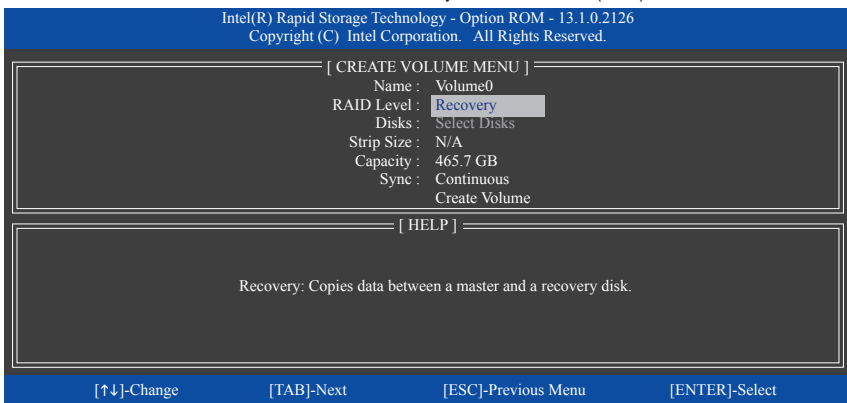 Intel(R) Rapid Storage Technology - Option ROM - 13.1.0.2126
Copyright (C) Intel Corporation. All Rights Reserved.
[ CREATE VOLUME MENU ]
Name : Volume0
RAID Level : Recovery
Disks : Select Disks
Strip Size : N/A
Capacity : 465.7 GB
Sync : Continuous
Create Volume
[ HELP ]
Recovery: Copies data between a master and a recovery disk.
[↑↓]-Change [TAB]-Next [ESC]-Previous Menu [ENTER]-Select